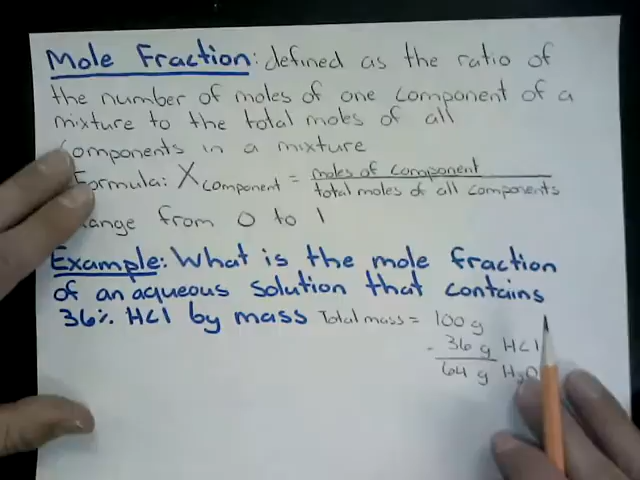 Mole Fraction: defined as the ratio of
the number of moles of one component of a
mixture to the total moles of all
components in a mixture
Formula: X component = moles of component / total moles of all components
Range from 0 to 1
Example: What is the mole fraction
of an aqueous solution that contains
36% HCl by mass Total mass = 100 g
- 36 g HCl
64 g H2O